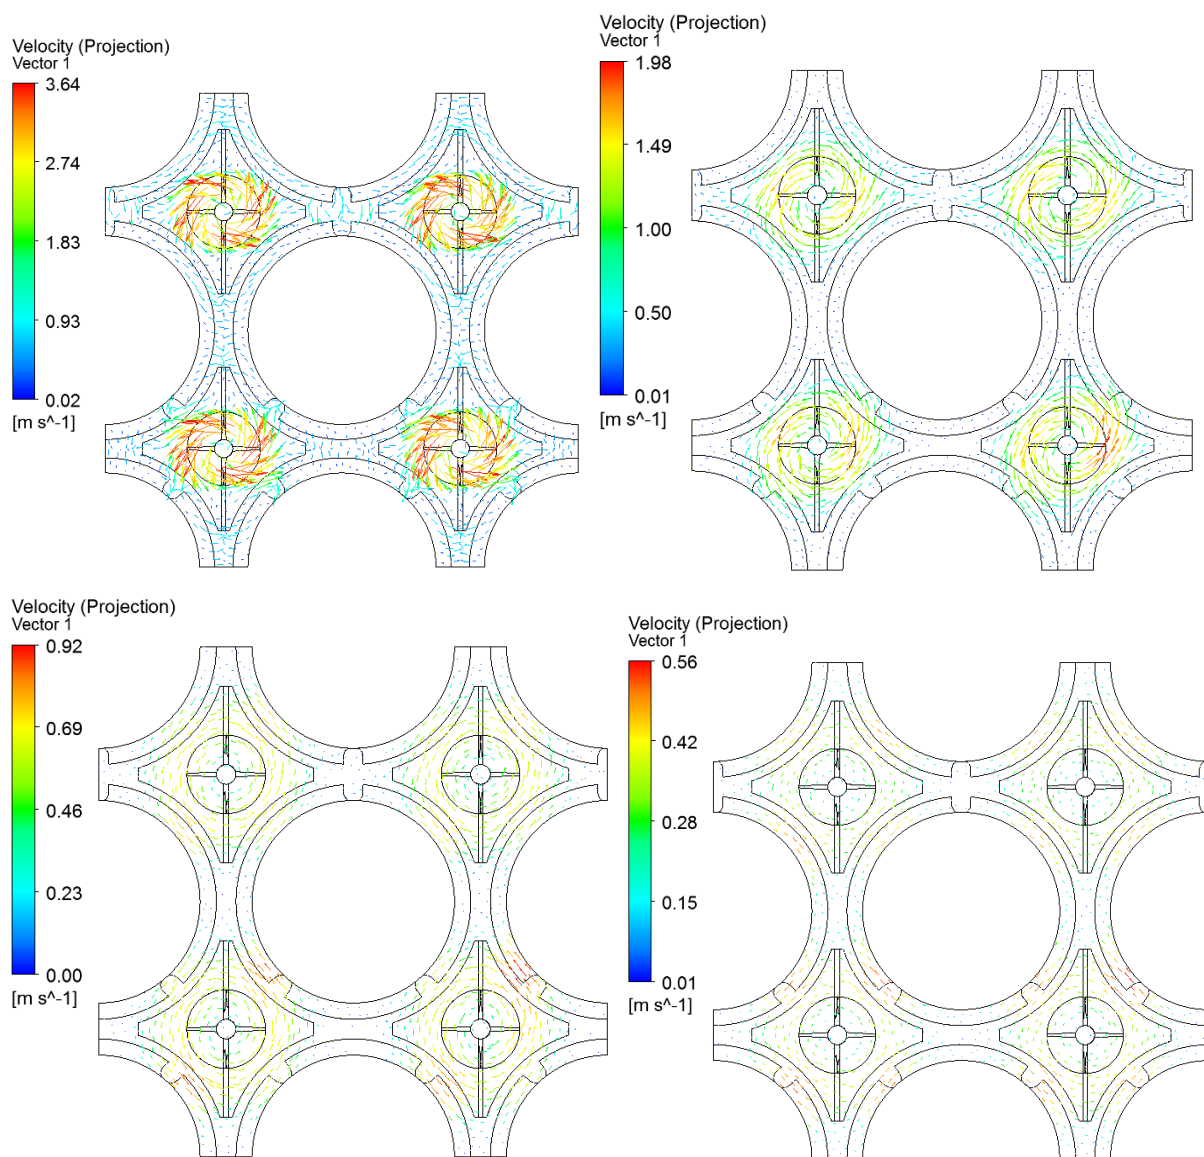 Velocity (Projection)
Vector 1
3.64
2.74
1.83
0.93
0.02
[m s^-1]
Velocity (Projection)
Vector 1
1.98
1.49
1.00
0.50
0.01
[m s^-1]
Velocity (Projection)
Vector 1
0.92
0.69
0.46
0.23
0.00
[m s^-1]
Velocity (Projection)
Vector 1
0.56
0.42
0.28
0.15
0.01
[m s^-1]